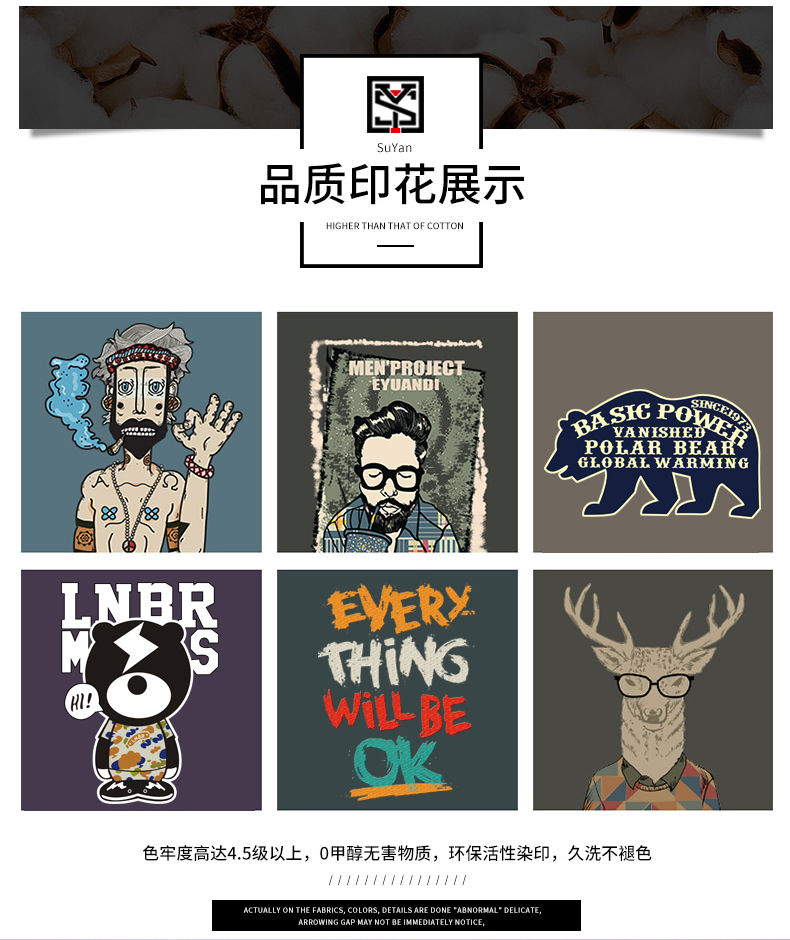 SuYan
品质印花展示
HIGHER THAN THAT OF COTTON
A Ω
MEN'PROJECT
EYUANDI
BASIC POWER
SINCE1973
VANISHED
POLAR BEAR
GLOBAL WARMING
LNBR
HI!
EVERY
THING
WILL BE
OK
色牢度高达4.5级以上，0甲醇无害物质，环保活性染印，久洗不褪色
////////////////
ACTUALLY ON THE FABRICS, COLORS, DETAILS ARE DONE "ABNORMAL" DELICATE,
ARROWING GAP MAY NOT BE IMMEDIATELY NOTICE,